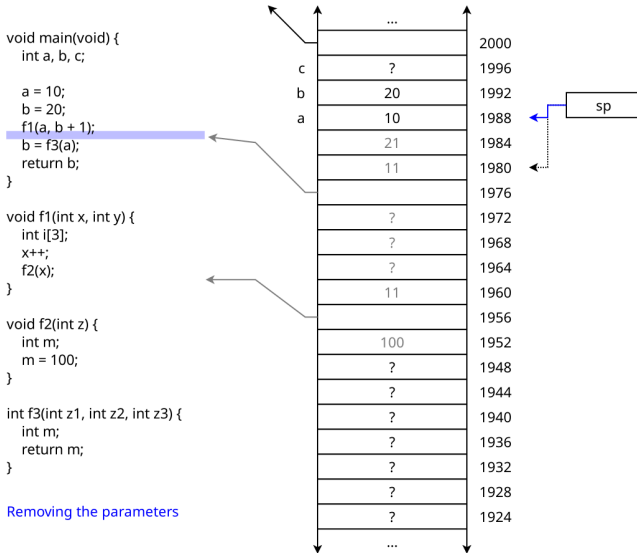 void main(void) {
int a, b, c;
a = 10;
b = 20;
f1(a, b + 1);
b = f3(a);
return b;
}
void f1(int x, int y) {
int i[3];
x++;
f2(x);
}
void f2(int z) {
int m;
m = 100;
}
int f3(int z1, int z2, int z3) {
int m;
return m;
}
Removing the parameters
...
2000
c ? 1996
b 20 1992
a 10 1988
21 1984
11 1980
1976
? 1972
? 1968
? 1964
11 1960
1956
100 1952
? 1948
? 1944
? 1940
? 1936
? 1932
? 1928
? 1924
...
sp